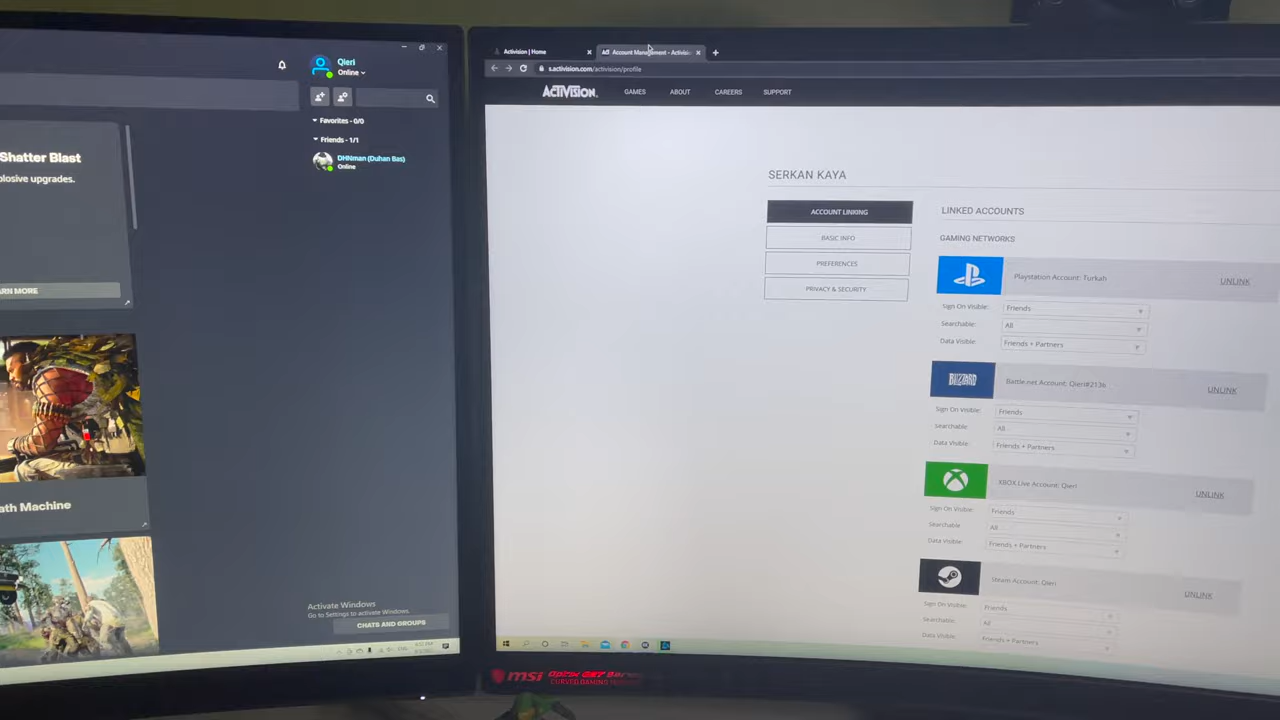 Qieri
Online
Favorites - 0/0
Friends - 1/1
DHNman (Duhan Bas)
Online
Shatter Blast
plosive upgrades.
ARN MORE
ath Machine
Activate Windows
Go to Settings to activate Windows.
CHATS AND GROUPS
Activision | Home
Account Management - Activisi
s.activision.com/activision/profile
ACTIVISION
GAMES
ABOUT
CAREERS
SUPPORT
SERKAN KAYA
ACCOUNT LINKING
BASIC INFO
PREFERENCES
PRIVACY & SECURITY
LINKED ACCOUNTS
GAMING NETWORKS
Playstation Account: Turkah
UNLINK
Sign On Visible: Friends
Searchable: All
Data Visible: Friends + Partners
BLIZZARD
Battle.net Account: Qieri#2136
UNLINK
Sign On Visible: Friends
Searchable: All
Data Visible: Friends + Partners
XBOX Live Account: Qieri
UNLINK
Sign On Visible: Friends
Searchable: All
Data Visible: Friends + Partners
Steam Account: Qieri
UNLINK
Sign On Visible: Friends
Searchable: All
Data Visible: Friends + Partners
msi
CURVED GAMING